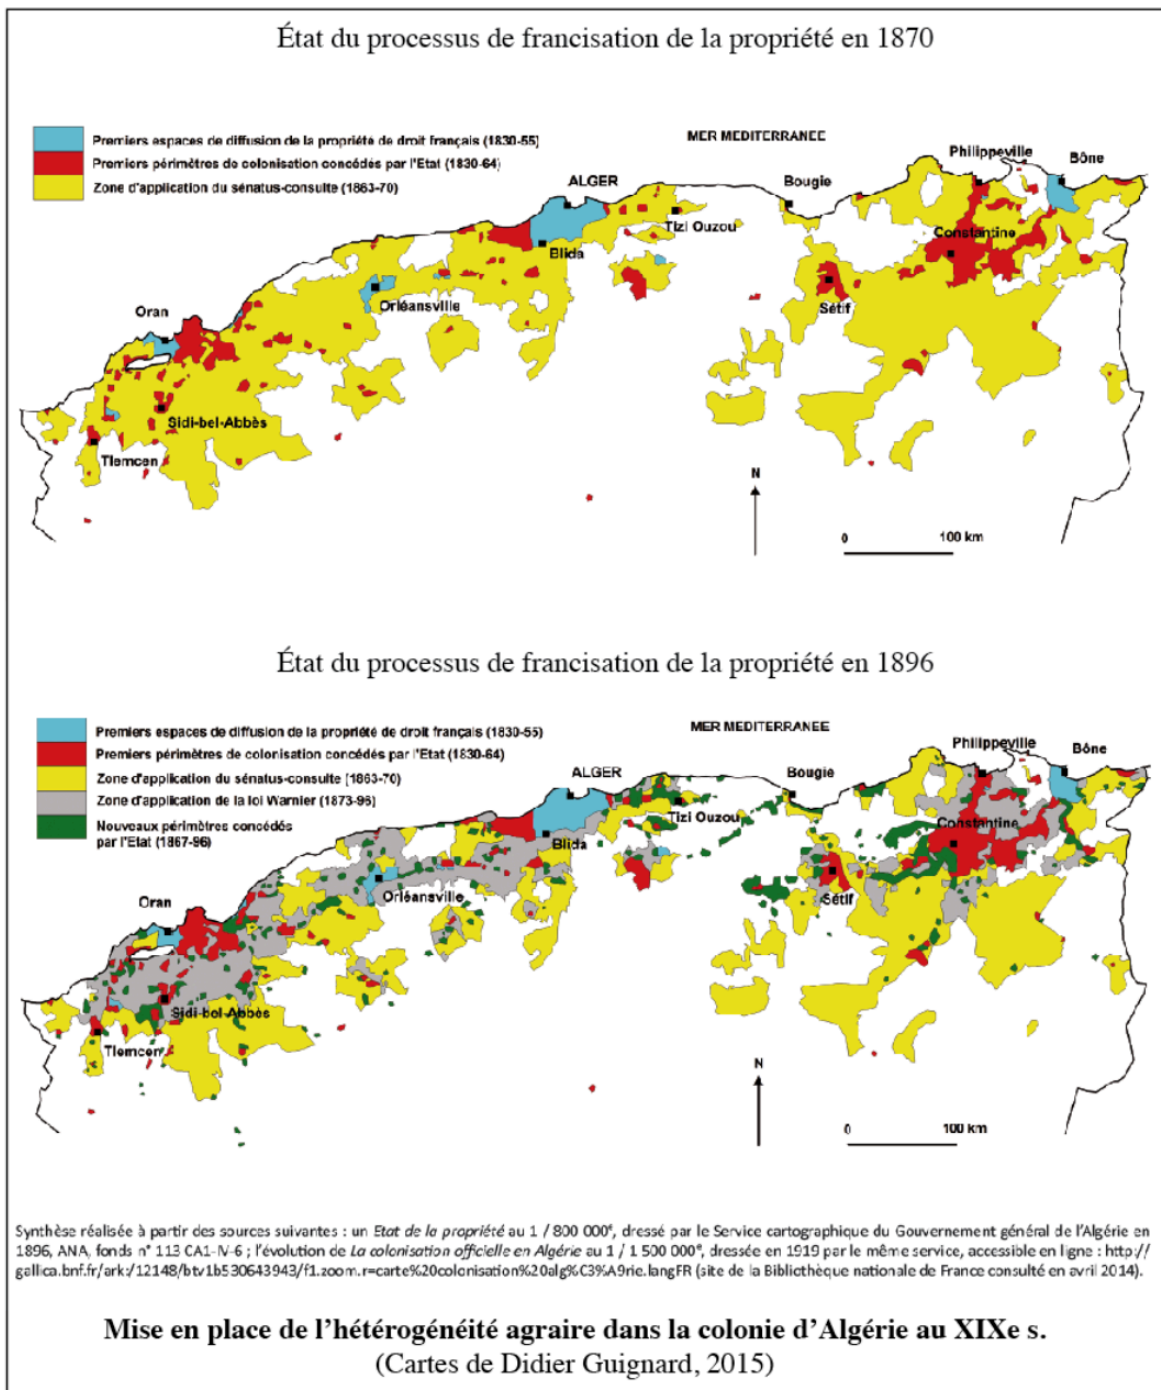 État du processus de francisation de la propriété en 1870
Premiers espaces de diffusion de la propriété de droit français (1830-55)
Premiers périmètres de colonisation concédés par l'Etat (1830-64)
Zone d'application du sénatus-consulte (1863-70)
MER MEDITERRANEE
Philippeville
Bône
ALGER
Bougie
Tizi Ouzou
Constantine
Blida
Orléansville
Sétif
Oran
Sidi-bel-Abbès
Tlemcen
N
0 100 km
État du processus de francisation de la propriété en 1896
Premiers espaces de diffusion de la propriété de droit français (1830-55)
Premiers périmètres de colonisation concédés par l'Etat (1830-64)
Zone d'application du sénatus-consulte (1863-70)
Zone d'application de la loi Warnier (1873-96)
Nouveaux périmètres concédés
par l'Etat (1867-96)
MER MEDITERRANEE
Philippeville
Bône
ALGER
Bougie
Tizi Ouzou
Constantine
Blida
Orléansville
Sétif
Oran
Sidi-bel-Abbès
Tlemcen
N
0 100 km
Synthèse réalisée à partir des sources suivantes : un Etat de la propriété au 1 / 800 000e, dressé par le Service cartographique du Gouvernement général de l'Algérie en
1896, ANA, fonds n° 113 CA1-IV-6 ; l'évolution de La colonisation officielle en Algérie au 1 / 1 500 000e, dressée en 1919 par le même service, accessible en ligne : http://
gallica.bnf.fr/ark:/12148/btv1b530643943/f1.zoom.r=carte%20colonisation%20alg%C3%A9rie.langFR (site de la Bibliothèque nationale de France consulté en avril 2014).
Mise en place de l'hétérogénéité agraire dans la colonie d'Algérie au XIXe s.
(Cartes de Didier Guignard, 2015)